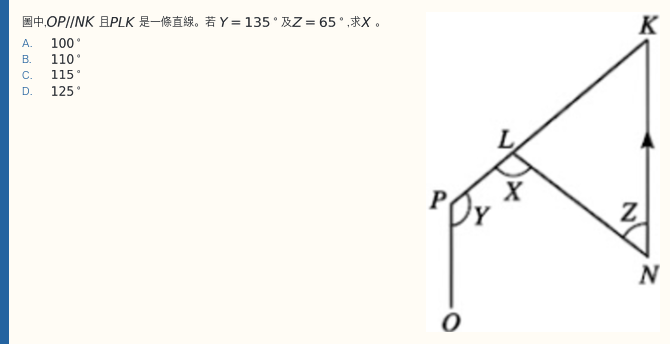 圖中,OP//NK 且PLK 是一條直線。若 Y = 135° 及Z = 65° ,求X 。
A. 100°
B. 110°
C. 115°
D. 125°
K
L
X
P
Y
Z
N
O